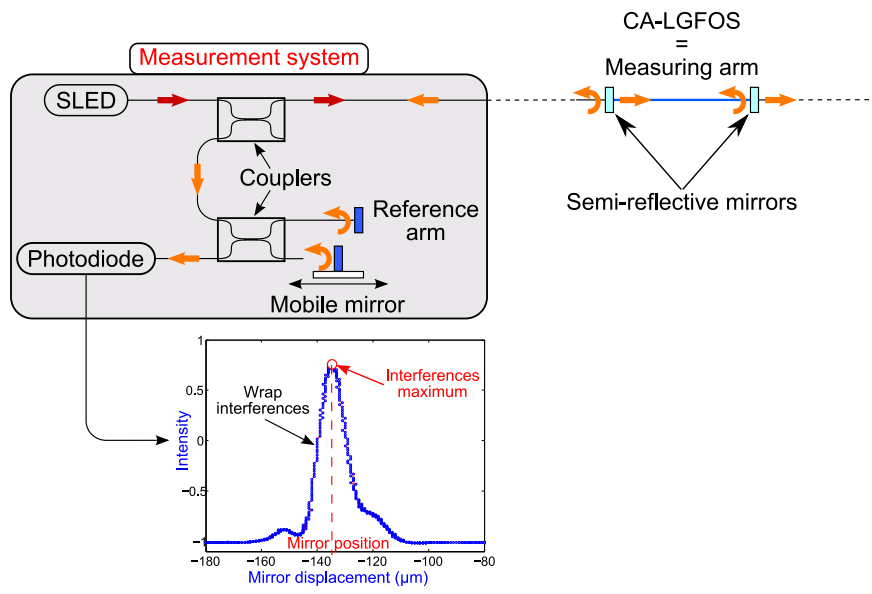 CA-LGFOS
=
Measuring arm
Measurement system
SLED
Couplers
Reference
arm
Semi-reflective mirrors
Photodiode
Mobile mirror
1
0.5
0
−0.5
−1
Intensity
Wrap
interferences
Interferences
maximum
Mirror position
−180
−160
−140
−120
−100
−80
Mirror displacement (µm)